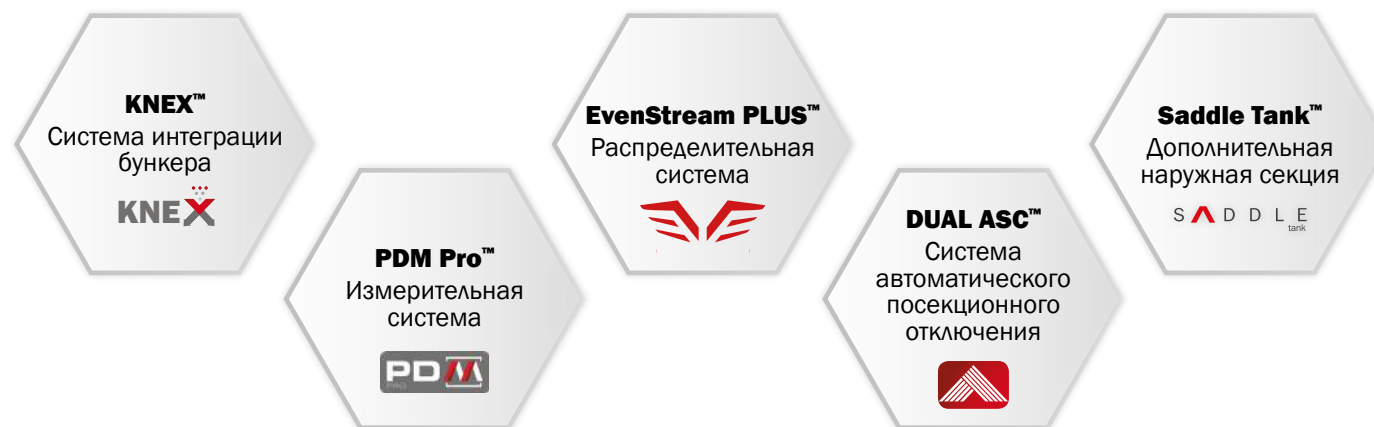 KNEX™
Система интеграции
бункера
KNEX
PDM Pro™
Измерительная
система
PDM
PRO
EvenStream PLUS™
Распределительная
система
DUAL ASC™
Система
автоматического
посекционного
отключения
Saddle Tank™
Дополнительная
наружная секция
SADDLE
tank